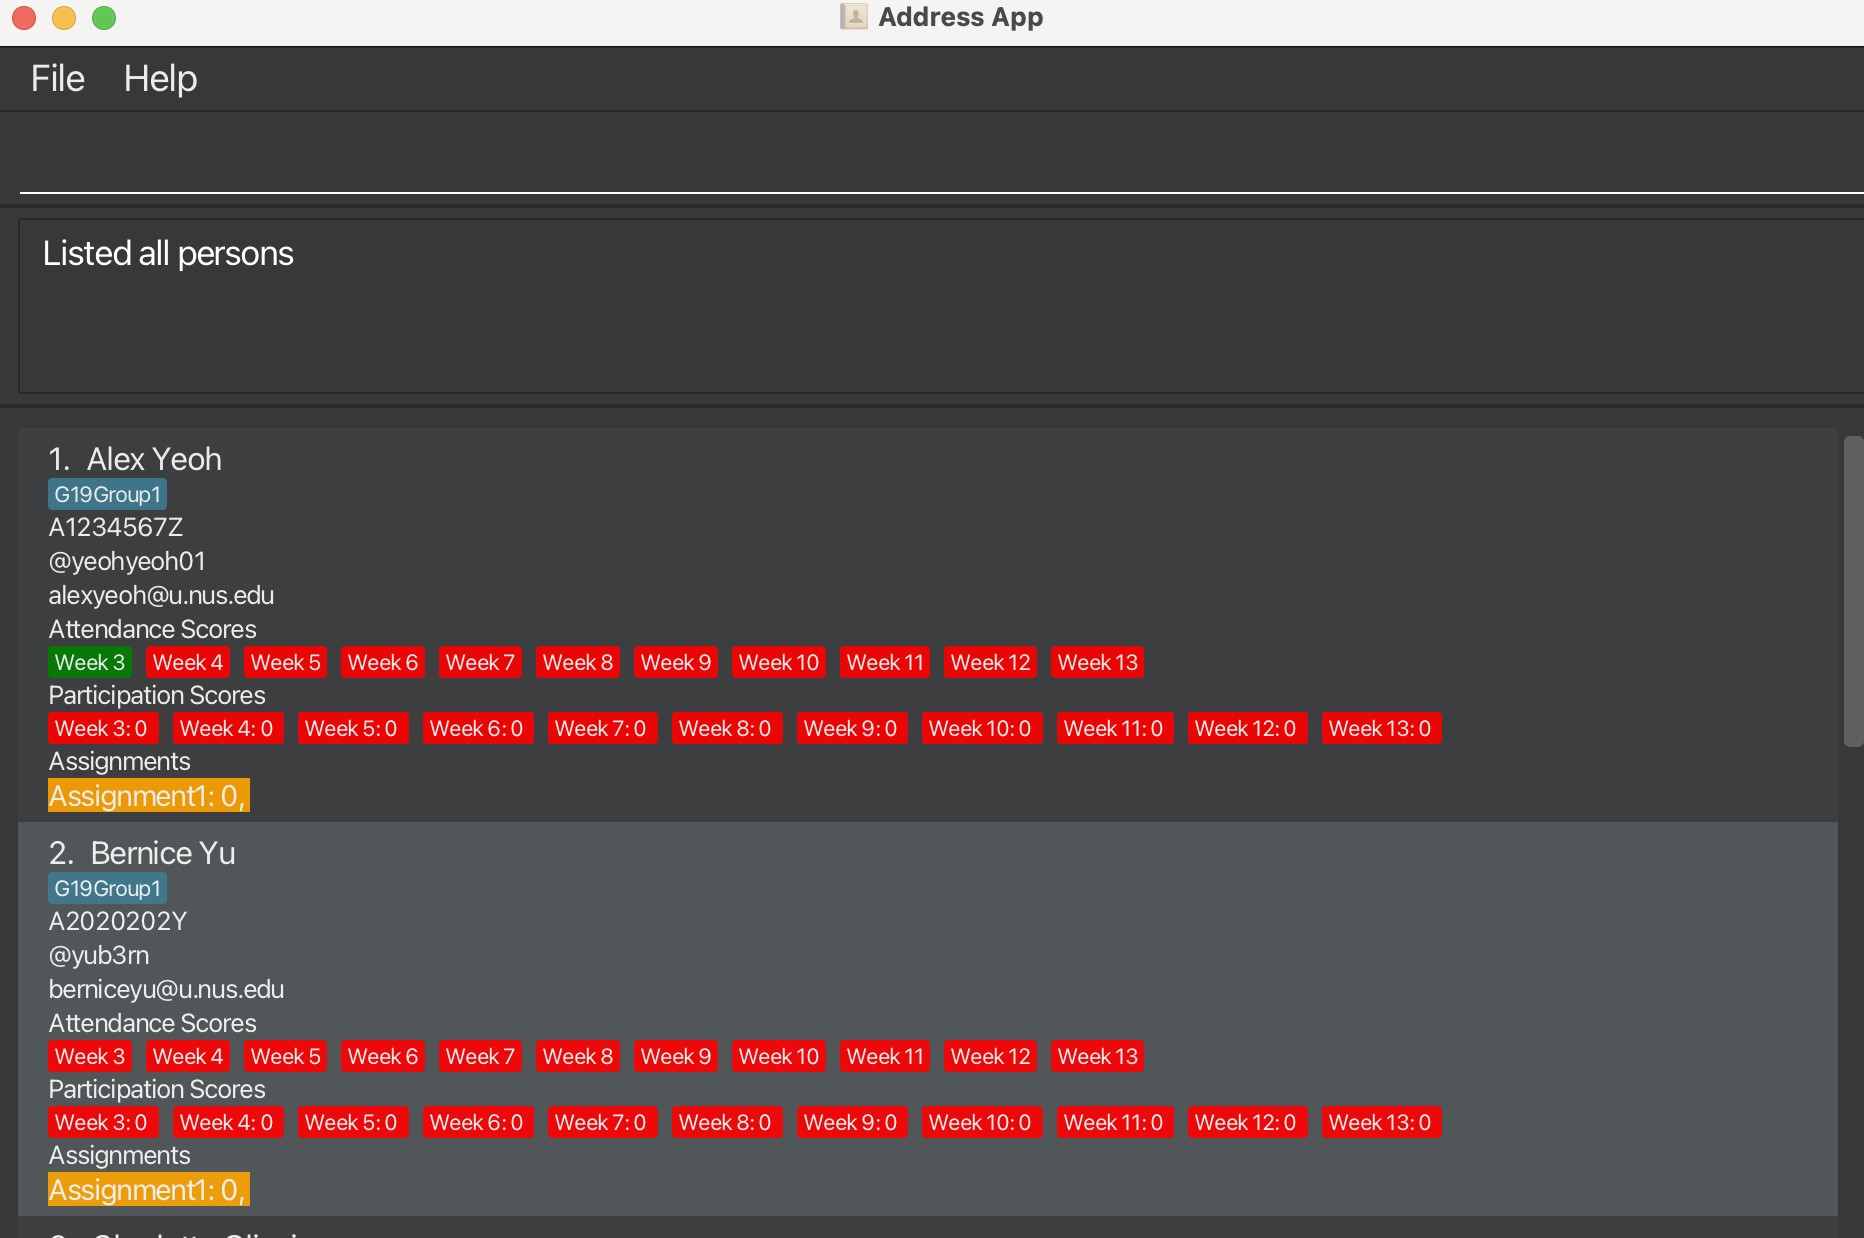 Address App
File Help
Listed all persons
1. Alex Yeoh
G19Group1
A1234567Z
@yeohyeoh01
alexyeoh@u.nus.edu
Attendance Scores
Week 3 Week 4 Week 5 Week 6 Week 7 Week 8 Week 9 Week 10 Week 11 Week 12 Week 13
Participation Scores
Week 3: 0 Week 4: 0 Week 5: 0 Week 6: 0 Week 7: 0 Week 8: 0 Week 9: 0 Week 10: 0 Week 11: 0 Week 12: 0 Week 13: 0
Assignments
Assignment1: 0,
2. Bernice Yu
G19Group1
A2020202Y
@yub3rn
berniceyu@u.nus.edu
Attendance Scores
Week 3 Week 4 Week 5 Week 6 Week 7 Week 8 Week 9 Week 10 Week 11 Week 12 Week 13
Participation Scores
Week 3: 0 Week 4: 0 Week 5: 0 Week 6: 0 Week 7: 0 Week 8: 0 Week 9: 0 Week 10: 0 Week 11: 0 Week 12: 0 Week 13: 0
Assignments
Assignment1: 0,